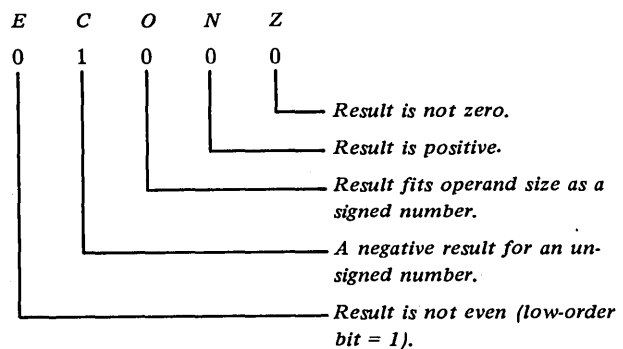 E C O N Z
0 1 0 0 0
Result is not zero.
Result is positive.
Result fits operand size as a
signed number.
A negative result for an un-
signed number.
Result is not even (low-order
bit = 1).